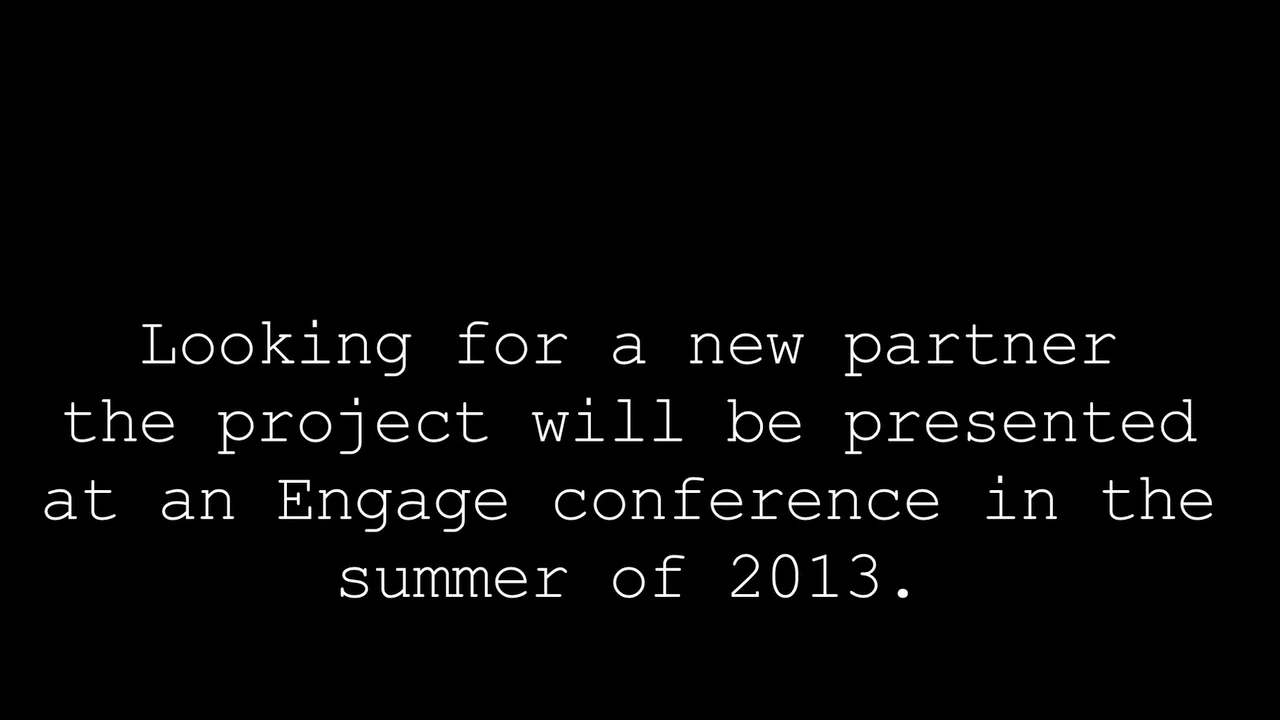 Looking for a new partner
the project will be presented
at an Engage conference in the
summer of 2013.